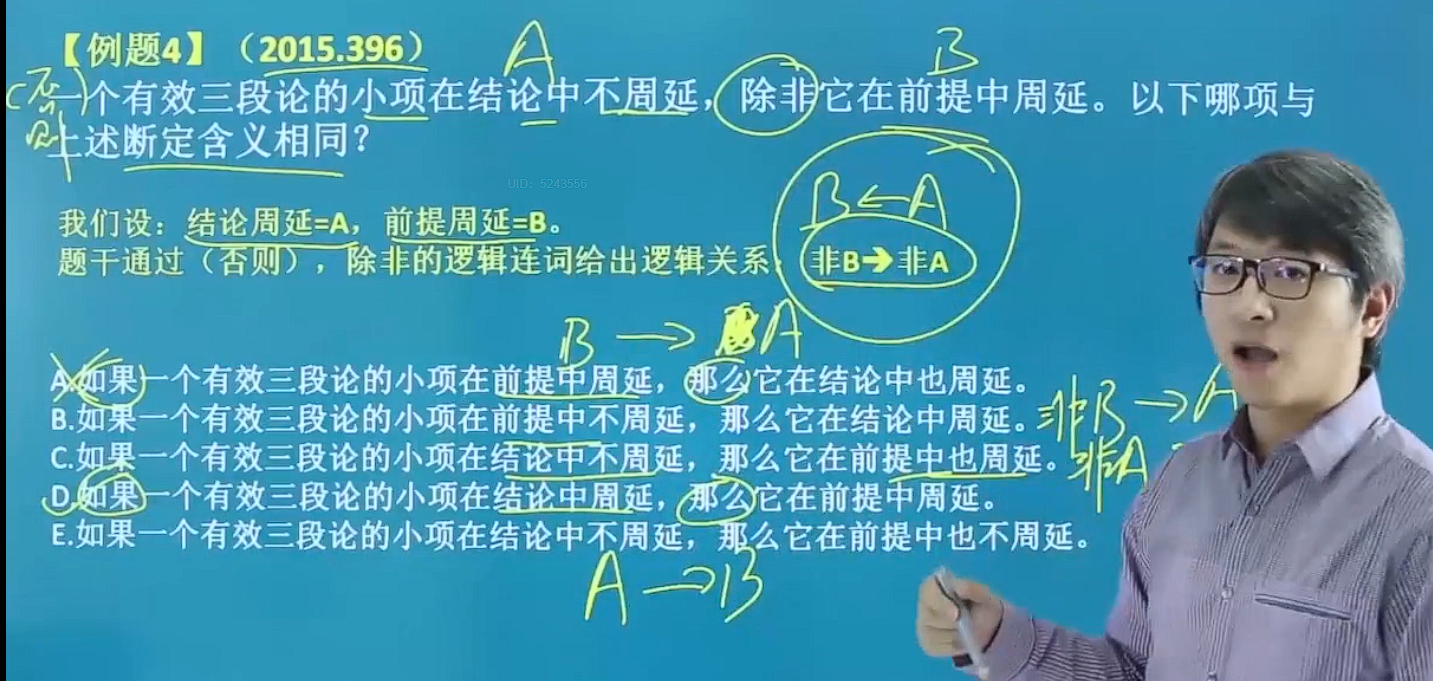 【例题4】（2015.396）
A
B
一个有效三段论的小项在结论中不周延，除非它在前提中周延。以下哪项与
上述断定含义相同？
UID: 5243556
B←A
我们设：结论周延=A，前提周延=B。
题干通过（否则），除非的逻辑连词给出逻辑关系：非B→非A
B→A
A.如果一个有效三段论的小项在前提中周延，那么它在结论中也周延。
B.如果一个有效三段论的小项在前提中不周延，那么它在结论中周延。
非B→A
C.如果一个有效三段论的小项在结论中不周延，那么它在前提中也周延。
非A
D.如果一个有效三段论的小项在结论中周延，那么它在前提中周延。
E.如果一个有效三段论的小项在结论中不周延，那么它在前提中也不周延。
A→B